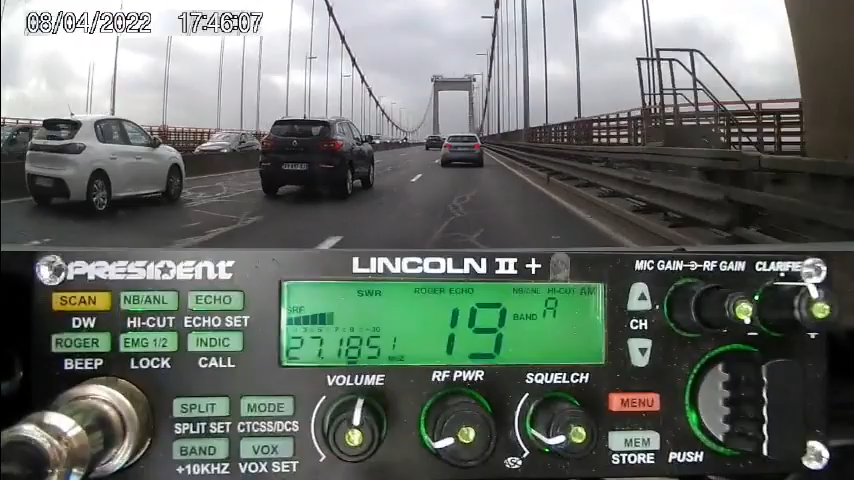 08/04/2022 17:46:07
PRESIDENT LINCOLN II +
MIC GAIN RF GAIN CLARIFIER
SCAN NB/ANL ECHO
DW HI-CUT ECHO SET
ROGER EMG 1/2 INDIC
BEEP LOCK CALL
SWR ROGER ECHO NB/ANL HI-CUT AM
SRF
19 BAND A
27.185
CH
VOLUME RF PWR SQUELCH
SPLIT MODE
SPLIT SET CTCSS/DCS
BAND VOX
+10KHZ VOX SET
ASC
MENU
MEM
STORE PUSH